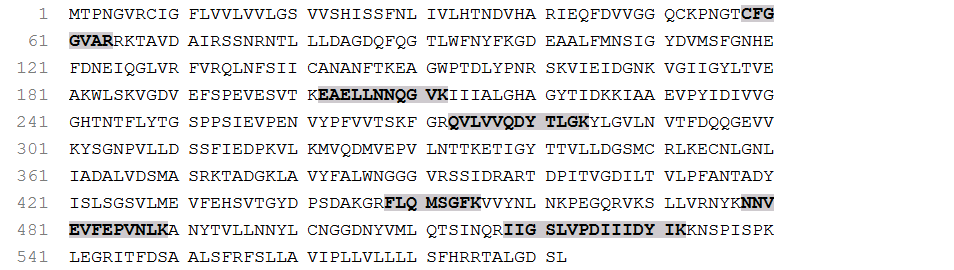 1 MTPNGVRCIG FLVVLVVLGS VVSHISSFNL IVLHTNDVHA RIEQFDVVGG QCKPNGTCFG
61 GVARRKTAVD AIRSSNRNTL LLDAGDQFQG TLWFNYFKGD EAALFMNSIG YDVMSFGNHE
121 FDNEIQGLVR FVRQLNFSII CANANFTKEA GWPTDLYPNR SKVIEIDGNK VGIIGYLTVE
181 AKWLSKVGDV EFSPEVESVT KEAELLNNQG VKIIIALGHA GYTIDKKIAA EVPYIDIVVG
241 GHTNTFLYTG SPPSIEVPEN VYPFVVTSKF GRQVLVVQDY TLGKYLGVLN VTFDQQGEVV
301 KYSGNPVLLD SSFIEDPKVL KMVQDMVEPV LNTTKETIGY TTVLLDGSMC RLKECNLGNL
361 IADALVDSMA SRKTADGKLA VYFALWNGGG VRSSIDRART DPITVGDILT VLPFANTADY
421 ISLSGSVLME VFEHSVTGYD PSDAKGRFLQ MSGFKVVYNL NKPEGQRVKS LLVRNYKNNV
481 EVFEPVNLKA NYTVLLNNYL CNGGDNYVML QTSINQRIIG SLVPDIIIDY IKKNSPISPK
541 LEGRITFDSA ALSFRFSLLA VIPLLVLLLL SFHRRTALGD SL